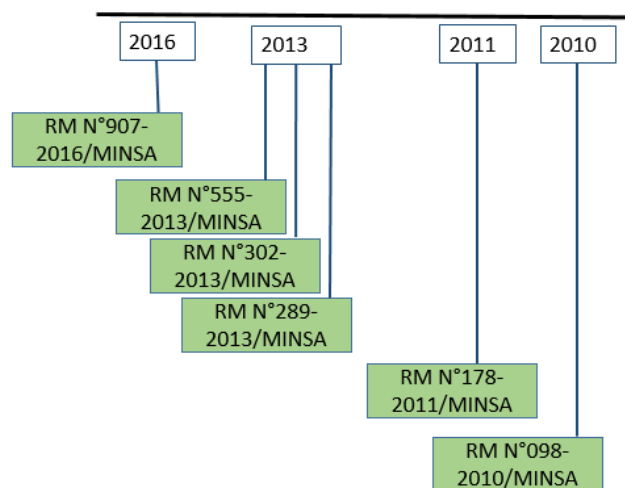 2016
2013
2011
2010
RM N°907-
2016/MINSA
RM N°555-
2013/MINSA
RM N°302-
2013/MINSA
RM N°289-
2013/MINSA
RM N°178-
2011/MINSA
RM N°098-
2010/MINSA